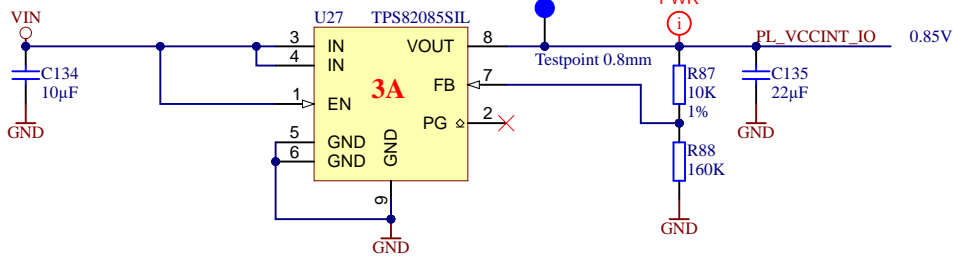 VIN
U27
TPS82085SIL
PWR
i
3
IN
VOUT
8
PL_VCCINT_IO
0.85V
4
IN
Testpoint 0.8mm
C134
10µF
3A
FB
7
R87
10K
1%
C135
22µF
1
EN
GND
PG
2
GND
5
GND
6
GND
GND
R88
160K
9
GND
GND